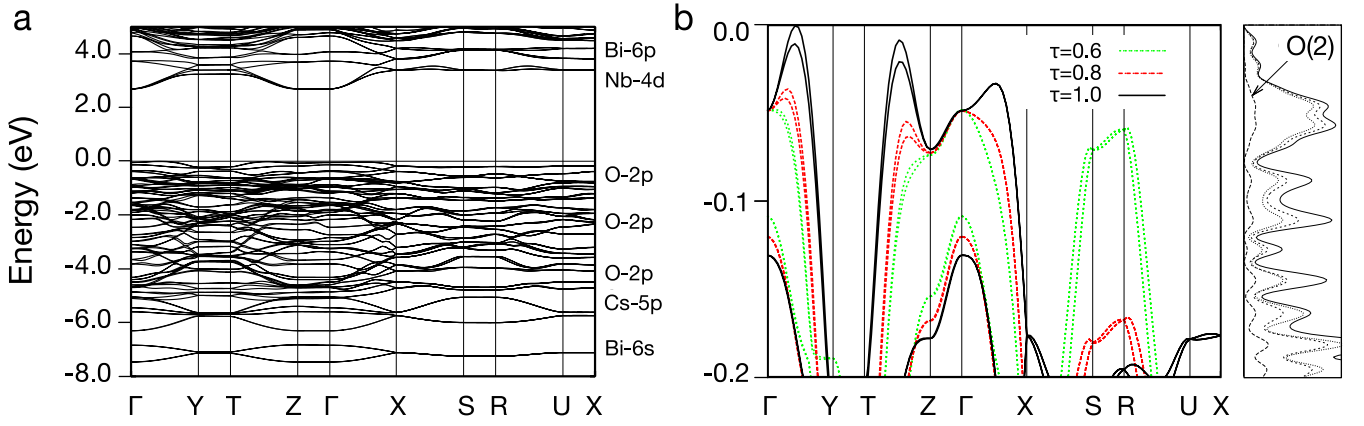 a
Energy (eV)
4.0
2.0
0.0
-2.0
-4.0
-6.0
-8.0
Γ Y T Z Γ X S R U X
Bi-6p
Nb-4d
O-2p
O-2p
O-2p
Cs-5p
Bi-6s
b
0.0
-0.1
-0.2
τ=0.6
τ=0.8
τ=1.0
Γ Y T Z Γ X S R U X
O(2)